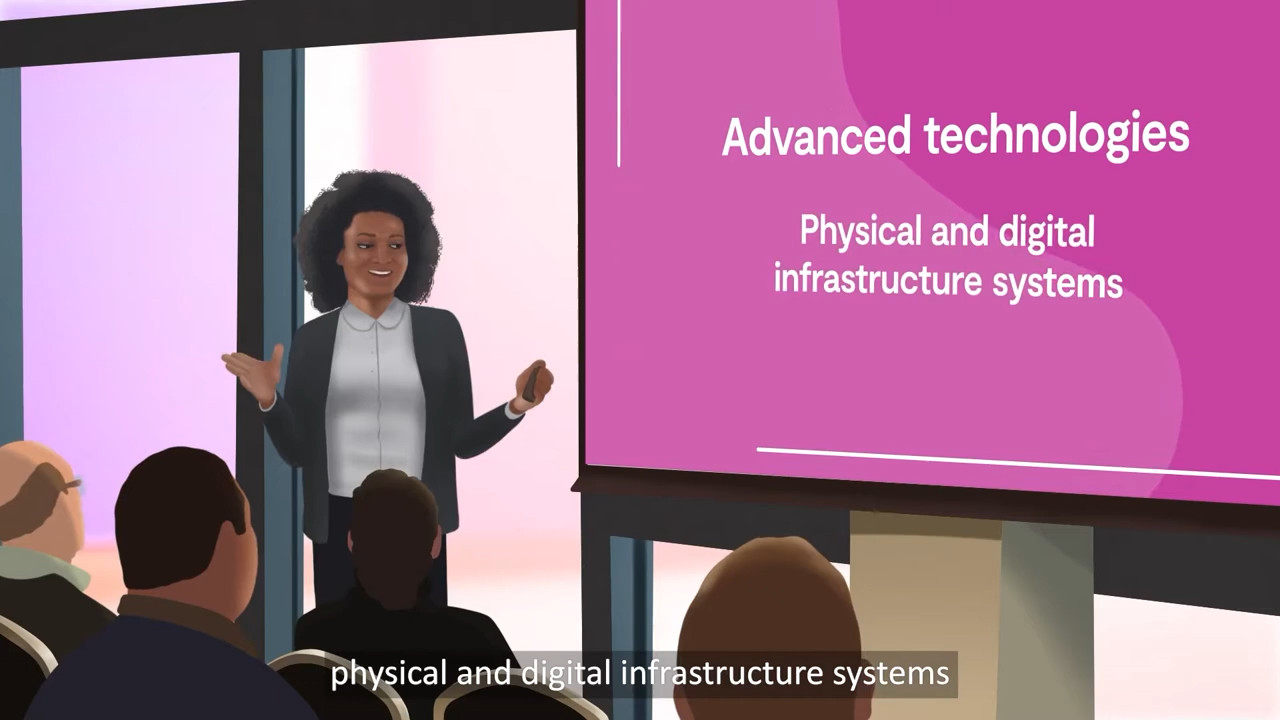 Advanced technologies
Physical and digital
infrastructure systems
physical and digital infrastructure systems